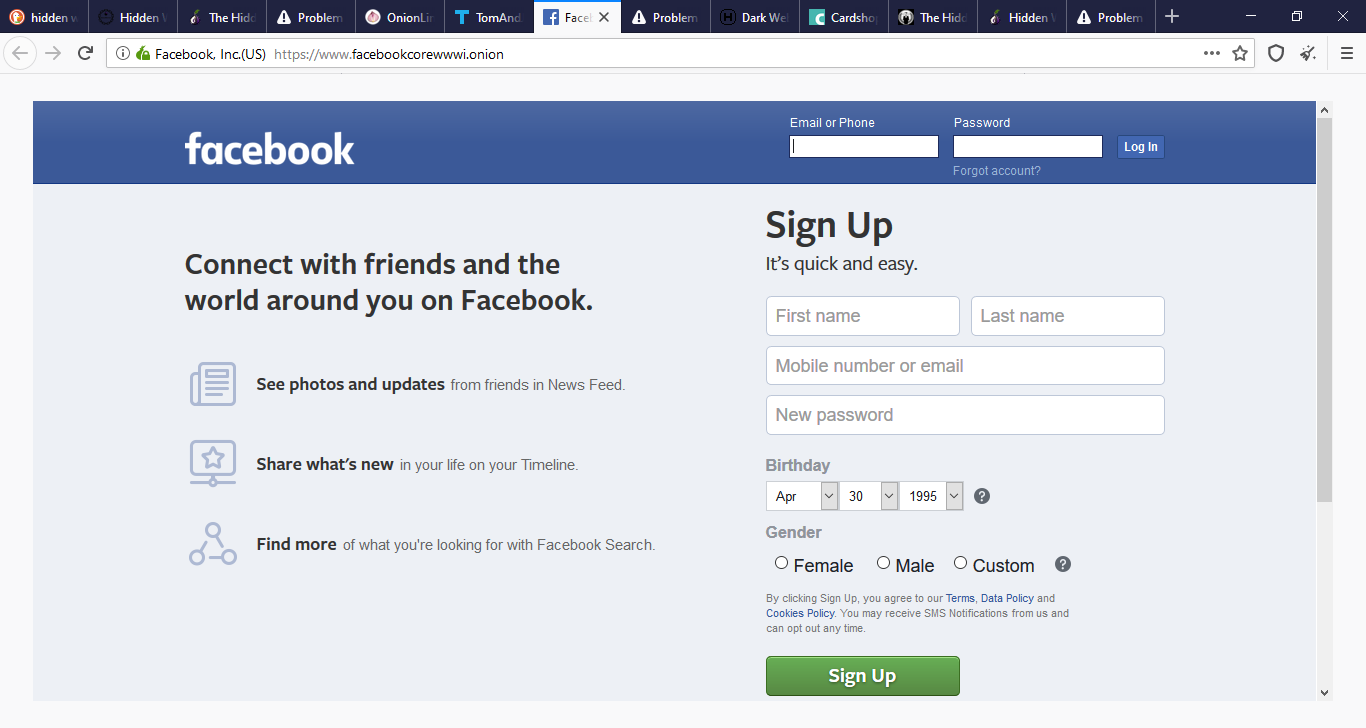 hidden w
Hidden W
The Hidd
Problem
OnionLin
TomAnd
Faceb
Problem
Dark We
Cardshop
The Hidd
Hidden W
Problem
Facebook, Inc.(US) https://www.facebookcorewwwi.onion
facebook
Email or Phone
Password
Log In
Forgot account?
Connect with friends and the
world around you on Facebook.
See photos and updates from friends in News Feed.
Share what's new in your life on your Timeline.
Find more of what you're looking for with Facebook Search.
Sign Up
It's quick and easy.
First name
Last name
Mobile number or email
New password
Birthday
Apr 30 1995
Gender
Female Male Custom
By clicking Sign Up, you agree to our Terms, Data Policy and
Cookies Policy. You may receive SMS Notifications from us and
can opt out any time.
Sign Up